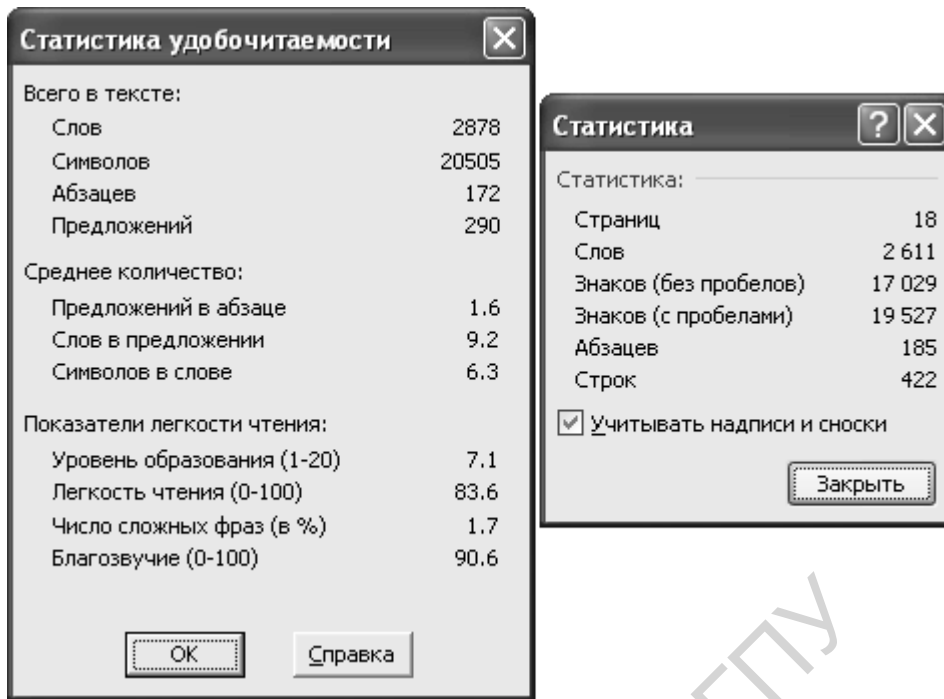 Статистика удобочитаемости
Всего в тексте:
Слов 2878
Символов 20505
Абзацев 172
Предложений 290
Среднее количество:
Предложений в абзаце 1.6
Слов в предложении 9.2
Символов в слове 6.3
Показатели легкости чтения:
Уровень образования (1-20) 7.1
Легкость чтения (0-100) 83.6
Число сложных фраз (в %) 1.7
Благозвучие (0-100) 90.6
ОК
Справка
Статистика
Статистика:
Страниц 18
Слов 2 611
Знаков (без пробелов) 17 029
Знаков (с пробелами) 19 527
Абзацев 185
Строк 422
Учитывать надписи и сноски
Закрыть